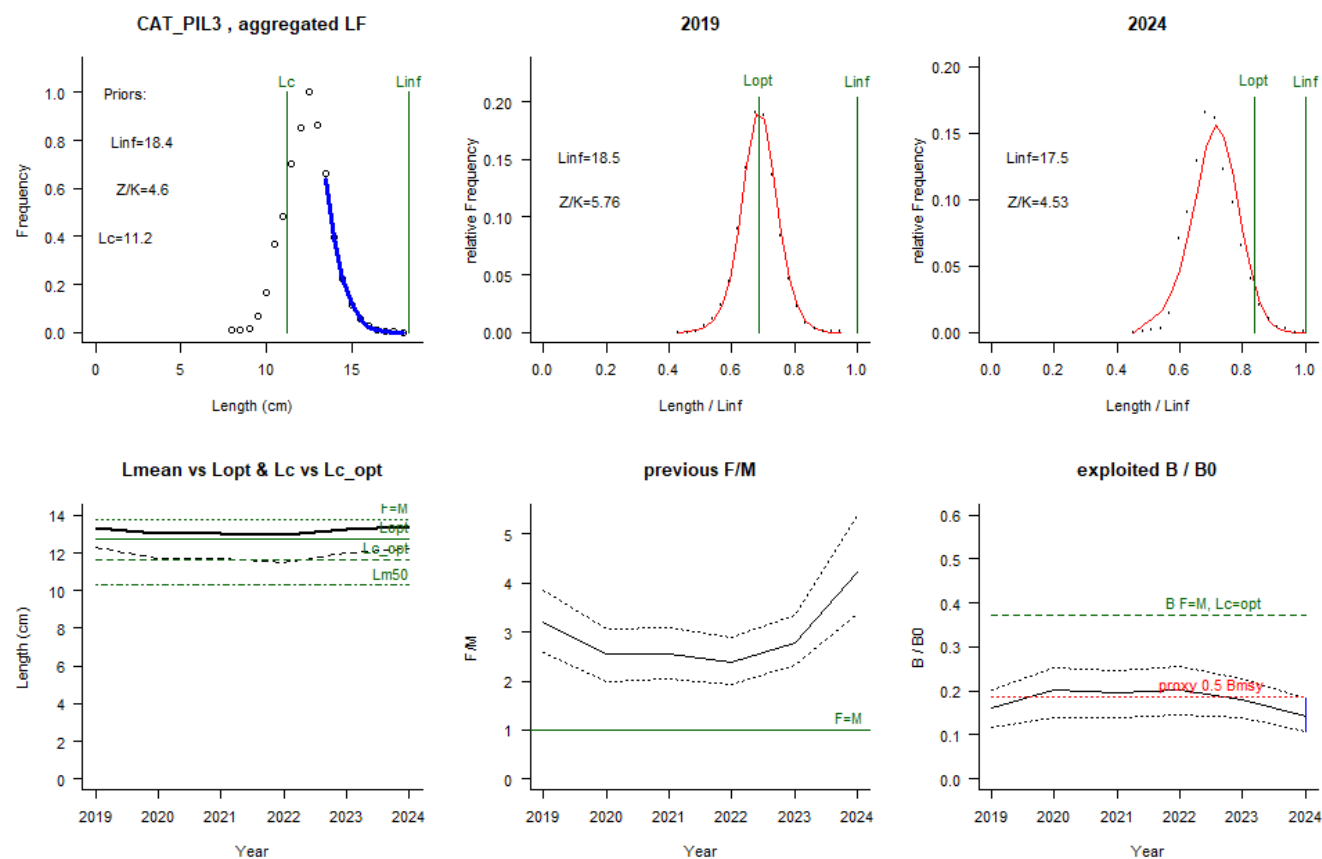 CAT_PIL3 , aggregated LF
Frequency
1.0
0.8
0.6
0.4
0.2
0.0
Priors:
Linf=18.4
Z/K=4.6
Lc=11.2
Lc
Linf
0
5
10
15
Length (cm)
2019
relative Frequency
0.20
0.15
0.10
0.05
0.00
Linf=18.5
Z/K=5.76
Lopt
Linf
0.0
0.2
0.4
0.6
0.8
1.0
Length / Linf
2024
relative Frequency
0.20
0.15
0.10
0.05
0.00
Linf=17.5
Z/K=4.53
Lopt
Linf
0.0
0.2
0.4
0.6
0.8
1.0
Length / Linf
Lmean vs Lopt & Lc vs Lc_opt
Length (cm)
14
12
10
8
6
4
2
0
F=M
Lopt
Lc_opt
Lm50
2019
2020
2021
2022
2023
2024
Year
previous F/M
F/M
5
4
3
2
1
0
F=M
2019
2020
2021
2022
2023
2024
Year
exploited B / B0
B / B0
0.6
0.5
0.4
0.3
0.2
0.1
0.0
B F=M, Lc=opt
proxy 0.5 Bmsy
2019
2020
2021
2022
2023
2024
Year